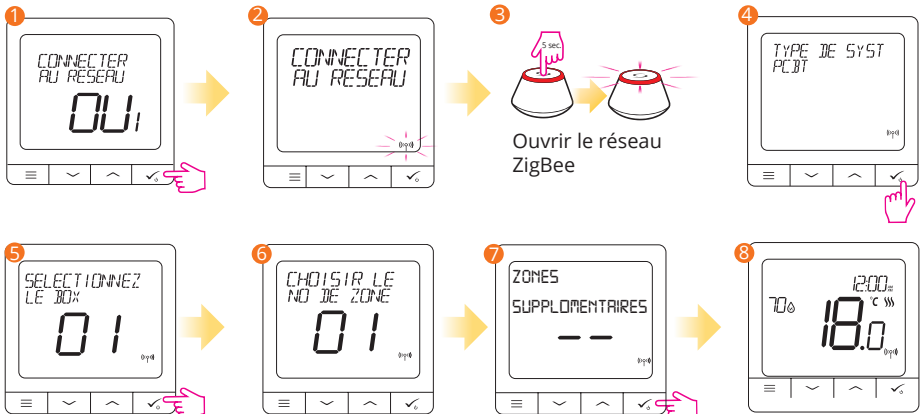 1
CONNECTER
AU RESEAU
OUI
2
CONNECTER
AU RESEAU
3
5 sec.
Ouvrir le réseau
ZigBee
4
TYPE DE SYST
PCBT
5
SELECTIONNEZ
LE BOX
01
6
CHOISIR LE
NO DE ZONE
01
7
ZONES
SUPPLOMENTAIRES
--
8
12:00
70
18.0
°C